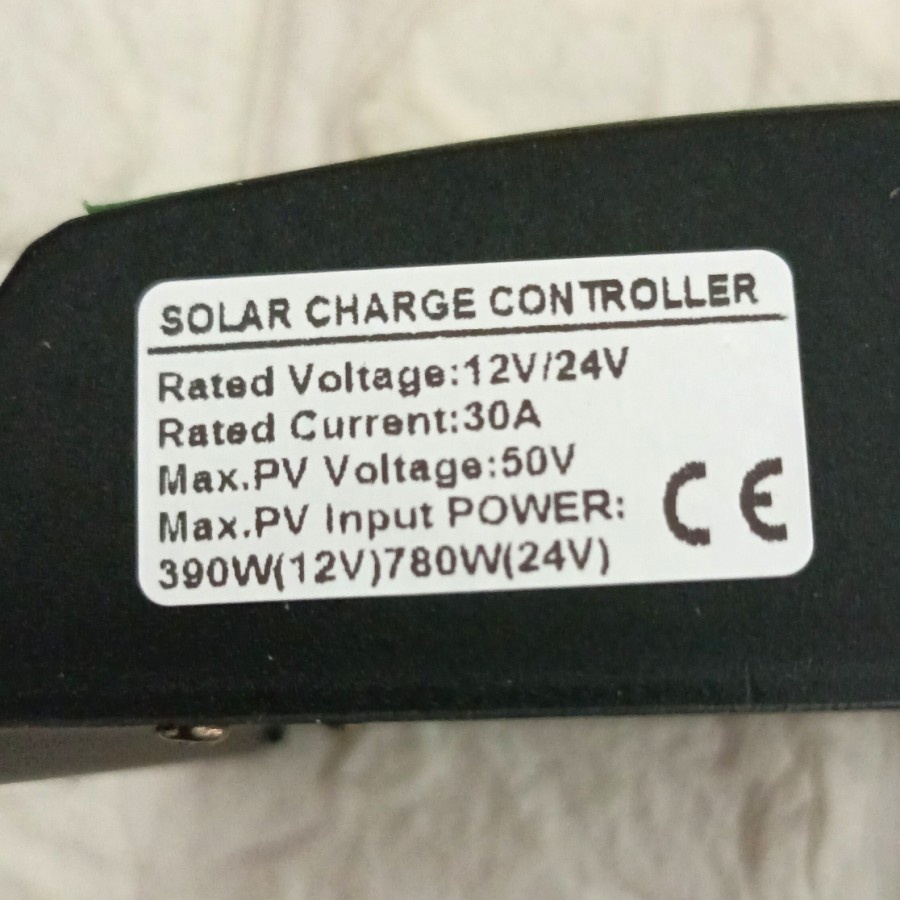 SOLAR CHARGE CONTROLLER
Rated Voltage:12V/24V
Rated Current:30A
Max.PV Voltage:50V
Max.PV Input POWER:
390W(12V)780W(24V)
CE